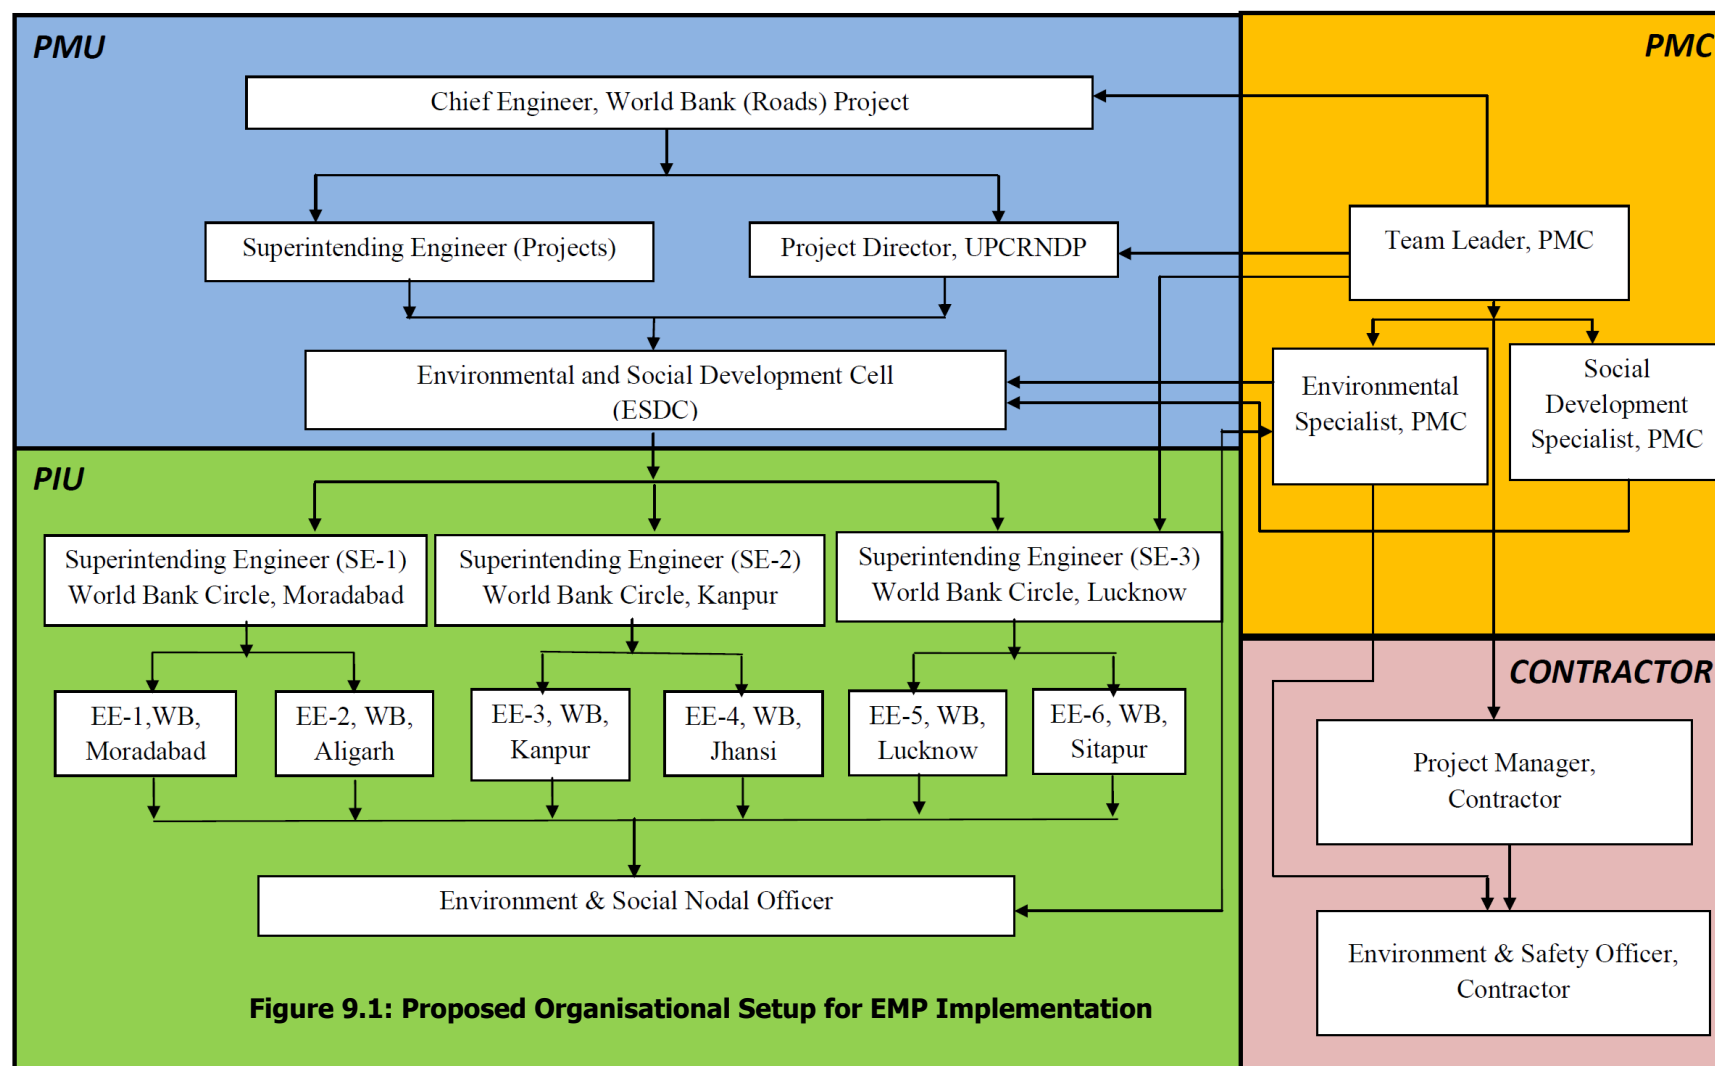 PMU
Chief Engineer, World Bank (Roads) Project
Superintending Engineer (Projects)
Project Director, UPCRNDP
Environmental and Social Development Cell
(ESDC)
PMC
Team Leader, PMC
Environmental
Specialist, PMC
Social
Development
Specialist, PMC
PIU
Superintending Engineer (SE-1)
World Bank Circle, Moradabad
Superintending Engineer (SE-2)
World Bank Circle, Kanpur
Superintending Engineer (SE-3)
World Bank Circle, Lucknow
EE-1,WB,
Moradabad
EE-2, WB,
Aligarh
EE-3, WB,
Kanpur
EE-4, WB,
Jhansi
EE-5, WB,
Lucknow
EE-6, WB,
Sitapur
Environment & Social Nodal Officer
CONTRACTOR
Project Manager,
Contractor
Environment & Safety Officer,
Contractor
Figure 9.1: Proposed Organisational Setup for EMP Implementation